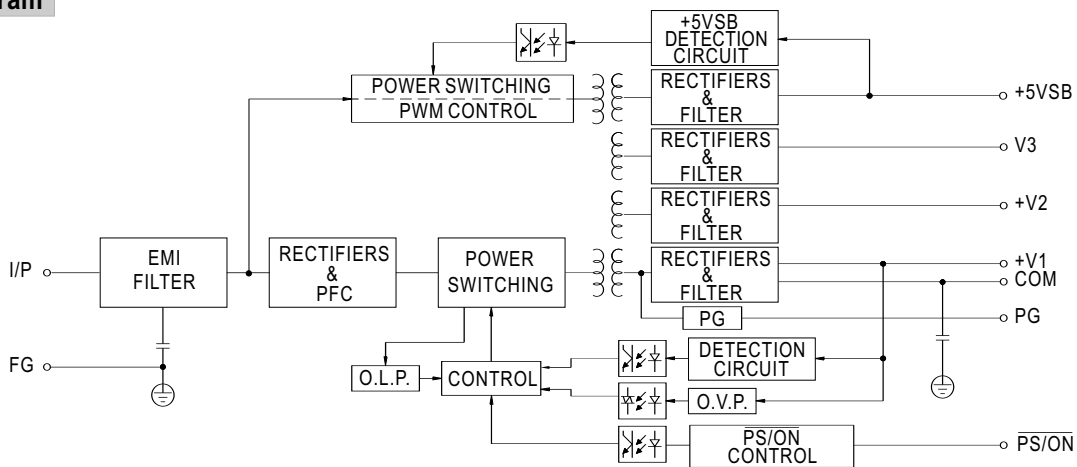 ram
+5VSB
DETECTION
CIRCUIT
POWER SWITCHING
PWM CONTROL
RECTIFIERS
&
FILTER
+5VSB
RECTIFIERS
&
FILTER
V3
RECTIFIERS
&
FILTER
+V2
I/P
EMI
FILTER
RECTIFIERS
&
PFC
POWER
SWITCHING
RECTIFIERS
&
FILTER
+V1
COM
PG
PG
FG
O.L.P.
CONTROL
DETECTION
CIRCUIT
O.V.P.
PS/ON
CONTROL
PS/ON